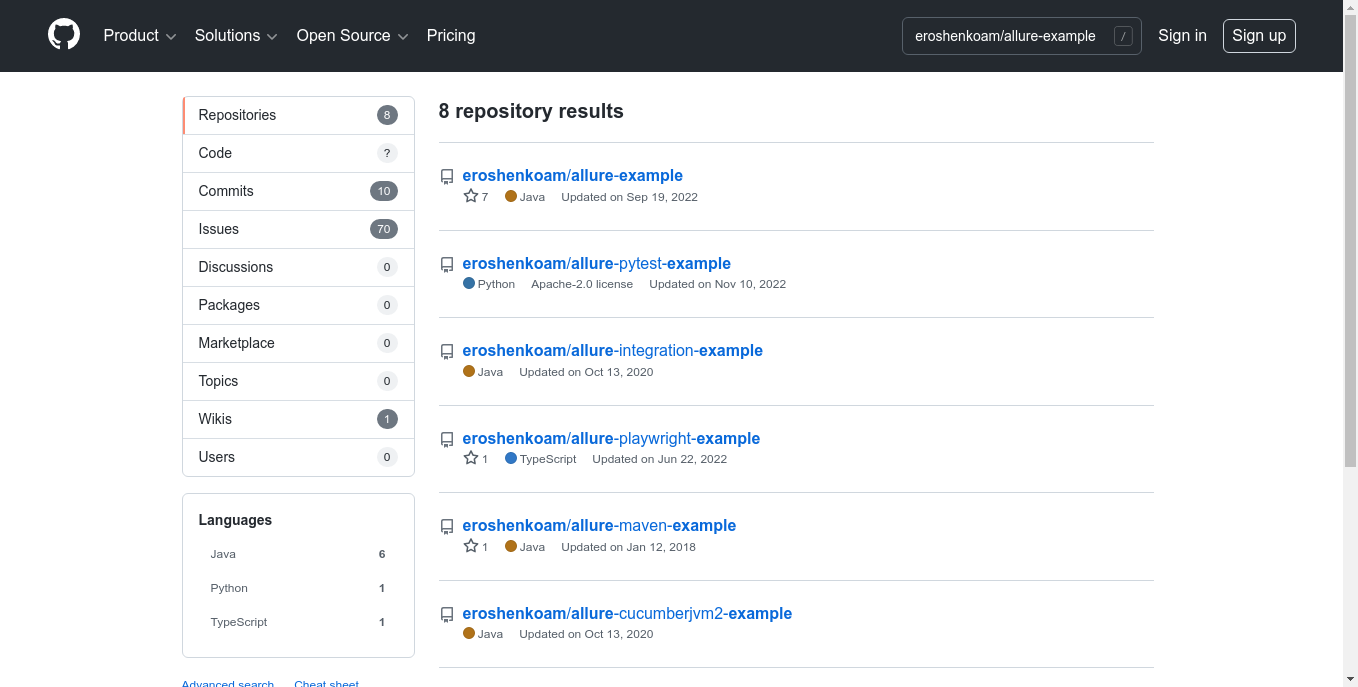 Product Solutions Open Source Pricing eroshenkoam/allure-example / Sign in Sign up
Repositories 8
Code ?
Commits 10
Issues 70
Discussions 0
Packages 0
Marketplace 0
Topics 0
Wikis 1
Users 0
Languages
Java 6
Python 1
TypeScript 1
Advanced search Cheat sheet
8 repository results
eroshenkoam/allure-example
7 Java Updated on Sep 19, 2022
eroshenkoam/allure-pytest-example
Python Apache-2.0 license Updated on Nov 10, 2022
eroshenkoam/allure-integration-example
Java Updated on Oct 13, 2020
eroshenkoam/allure-playwright-example
1 TypeScript Updated on Jun 22, 2022
eroshenkoam/allure-maven-example
1 Java Updated on Jan 12, 2018
eroshenkoam/allure-cucumberjvm2-example
Java Updated on Oct 13, 2020